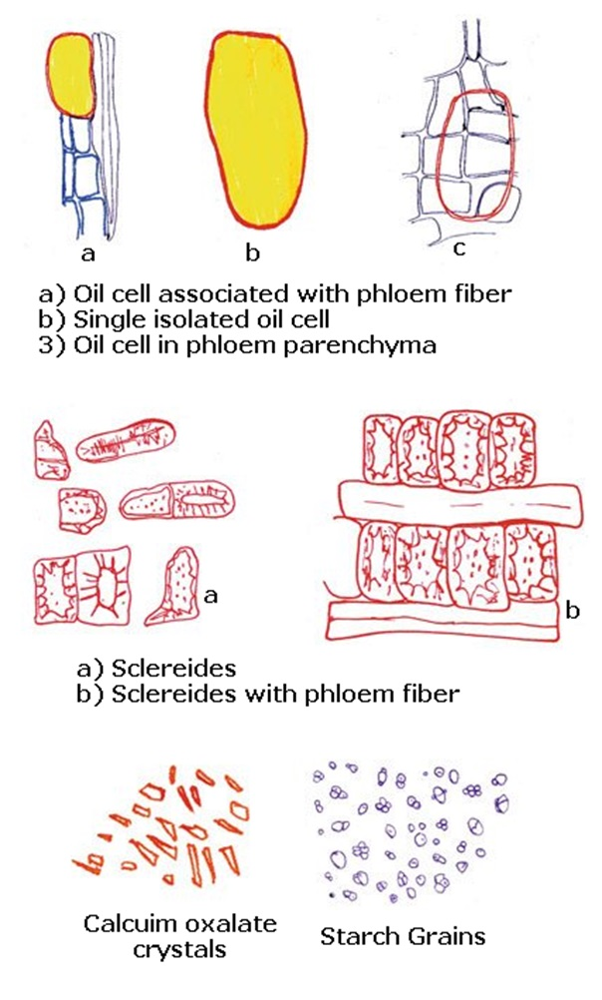 a
b
c
a) Oil cell associated with phloem fiber
b) Single isolated oil cell
3) Oil cell in phloem parenchyma
a
b
a) Sclereides
b) Sclereides with phloem fiber
Calcuim oxalate
crystals
Starch Grains